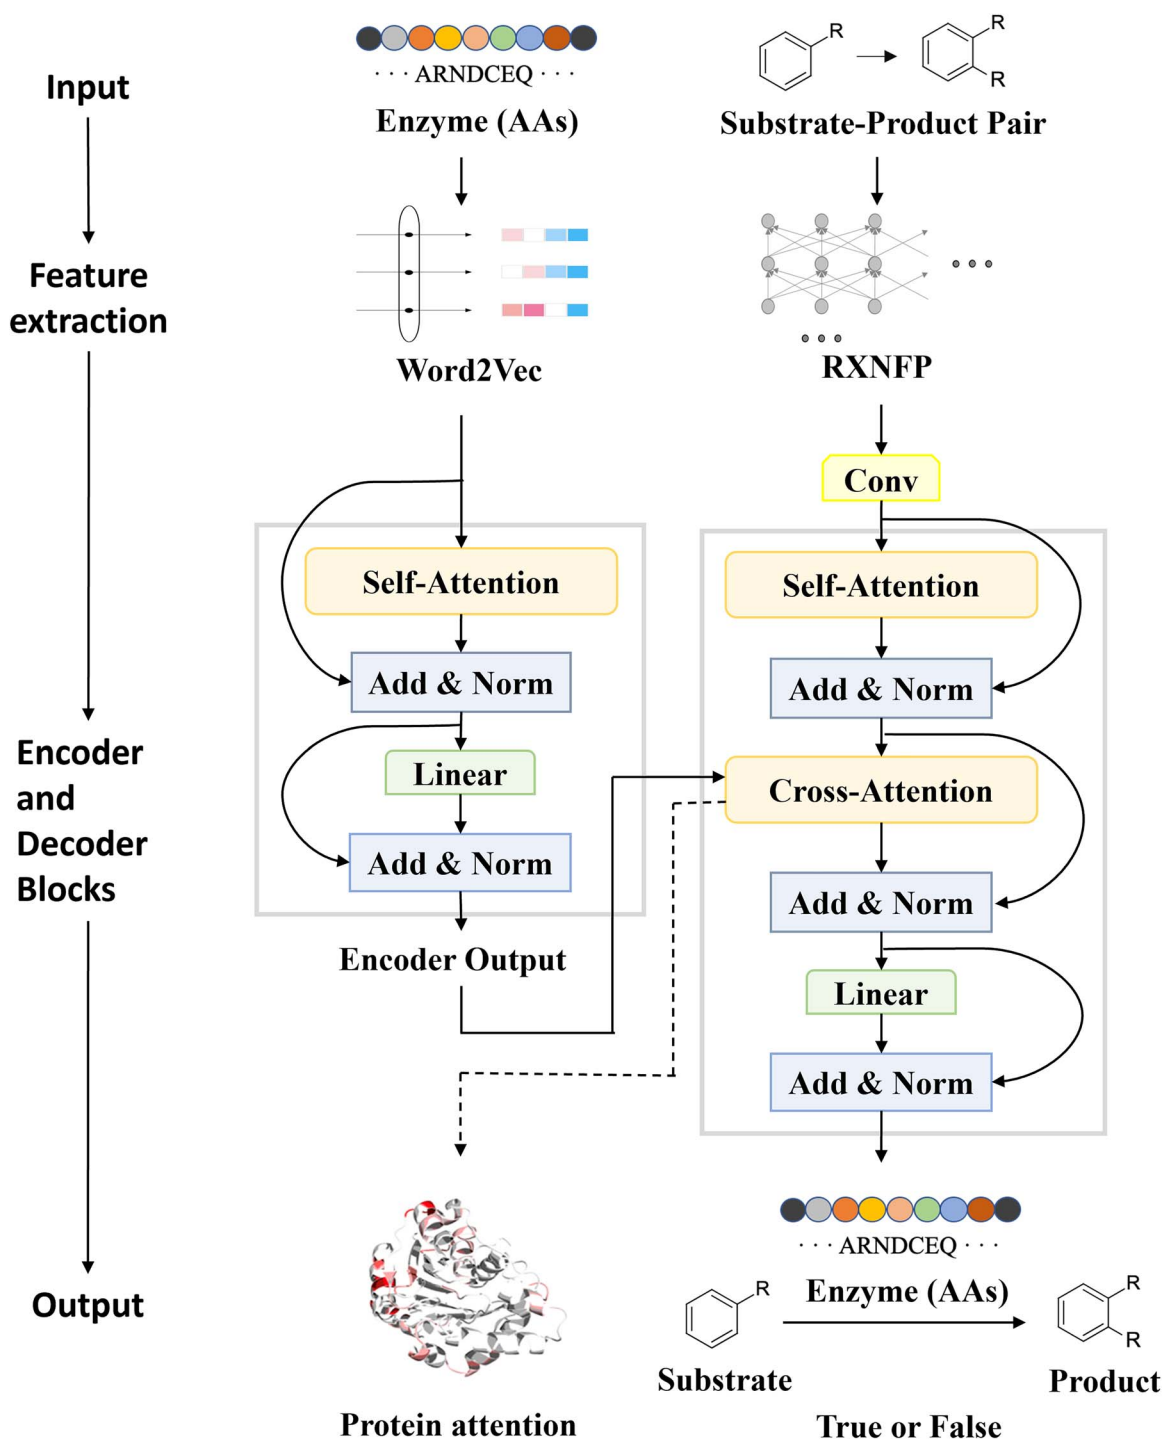 Input
Feature
extraction
Encoder
and
Decoder
Blocks
Output
· · · ARNDCEQ · · ·
Enzyme (AAs)
Word2Vec
Self-Attention
Add & Norm
Linear
Add & Norm
Encoder Output
Protein attention
R
R
R
Substrate-Product Pair
RXNFP
Conv
Self-Attention
Add & Norm
Cross-Attention
Add & Norm
Linear
Add & Norm
· · · ARNDCEQ · · ·
Enzyme (AAs)
R
R
R
Substrate
Product
True or False